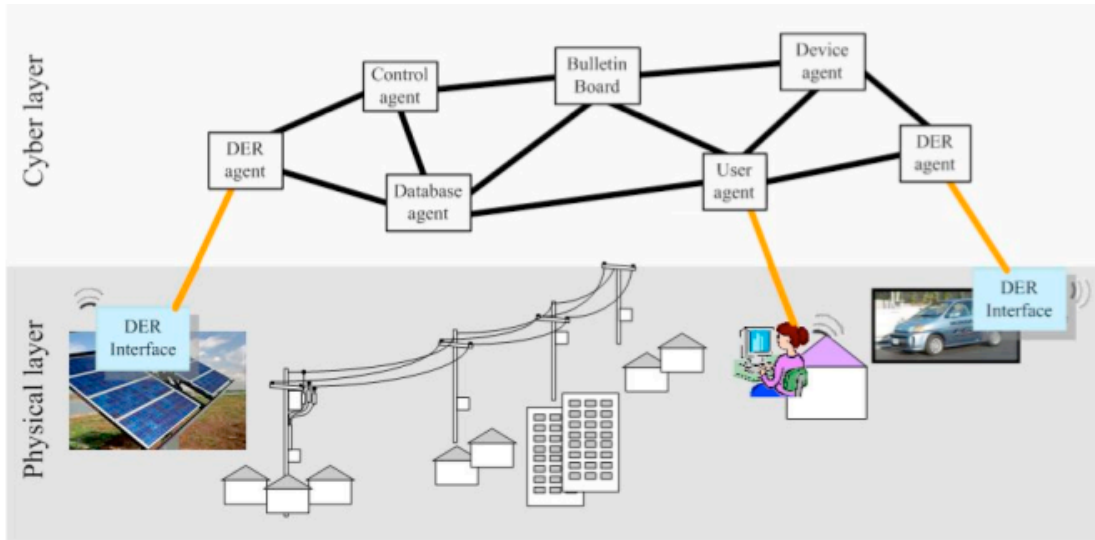 Cyber layer
Control
agent
Bulletin
Board
Device
agent
DER
agent
Database
agent
User
agent
DER
agent
Physical layer
DER
Interface
DER
Interface